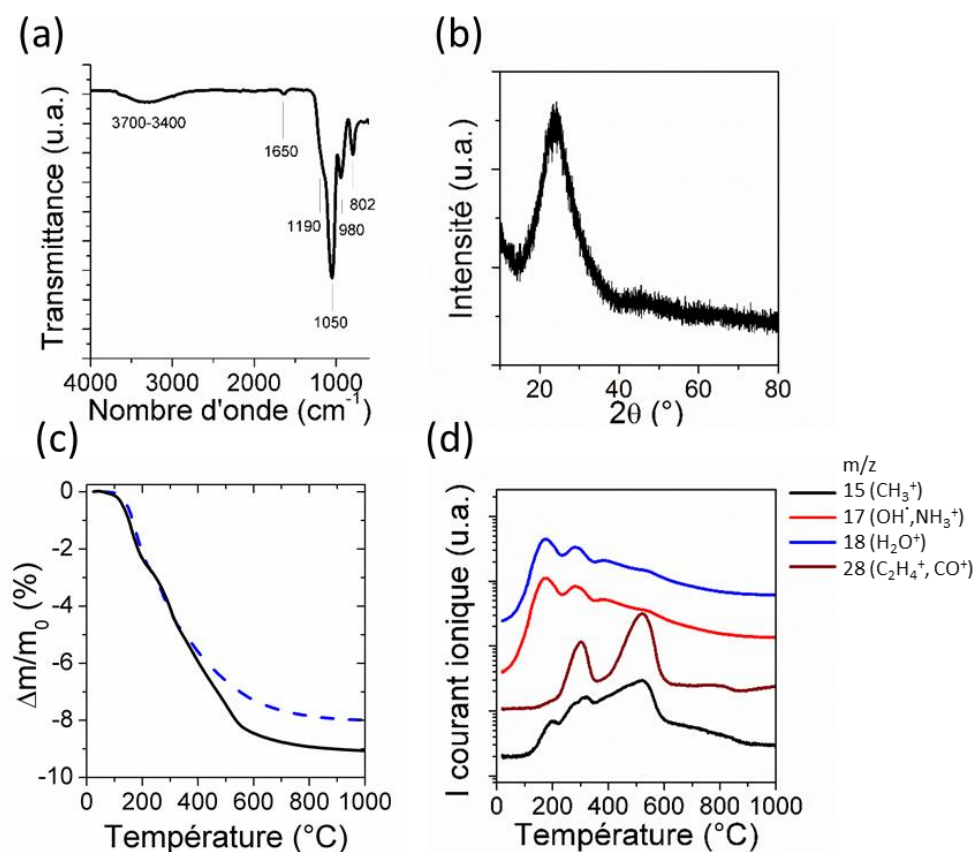 (a)
Transmittance (u.a.)
3700-3400
1650
1190
980
802
1050
4000 3000 2000 1000
Nombre d'onde (cm⁻¹)
(b)
Intensité (u.a.)
20 40 60 80
2θ (°)
(c)
Δm/m₀ (%)
0
-2
-4
-6
-8
-10
0 200 400 600 800 1000
Température (°C)
(d)
I courant ionique (u.a.)
0 200 400 600 800 1000
Température (°C)
m/z
15 (CH₃⁺)
17 (OH˙,NH₃⁺)
18 (H₂O⁺)
28 (C₂H₄⁺, CO⁺)